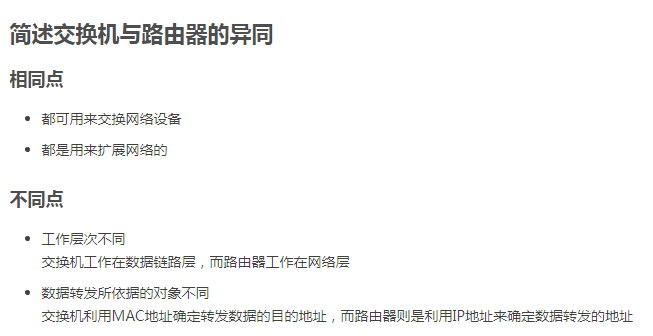 简述交换机与路由器的异同
相同点
都可用来交换网络设备
都是用来扩展网络的
不同点
工作层次不同
交换机工作在数据链路层，而路由器工作在网络层
数据转发所依据的对象不同
交换机利用MAC地址确定转发数据的目的地址，而路由器则是利用IP地址来确定数据转发的地址